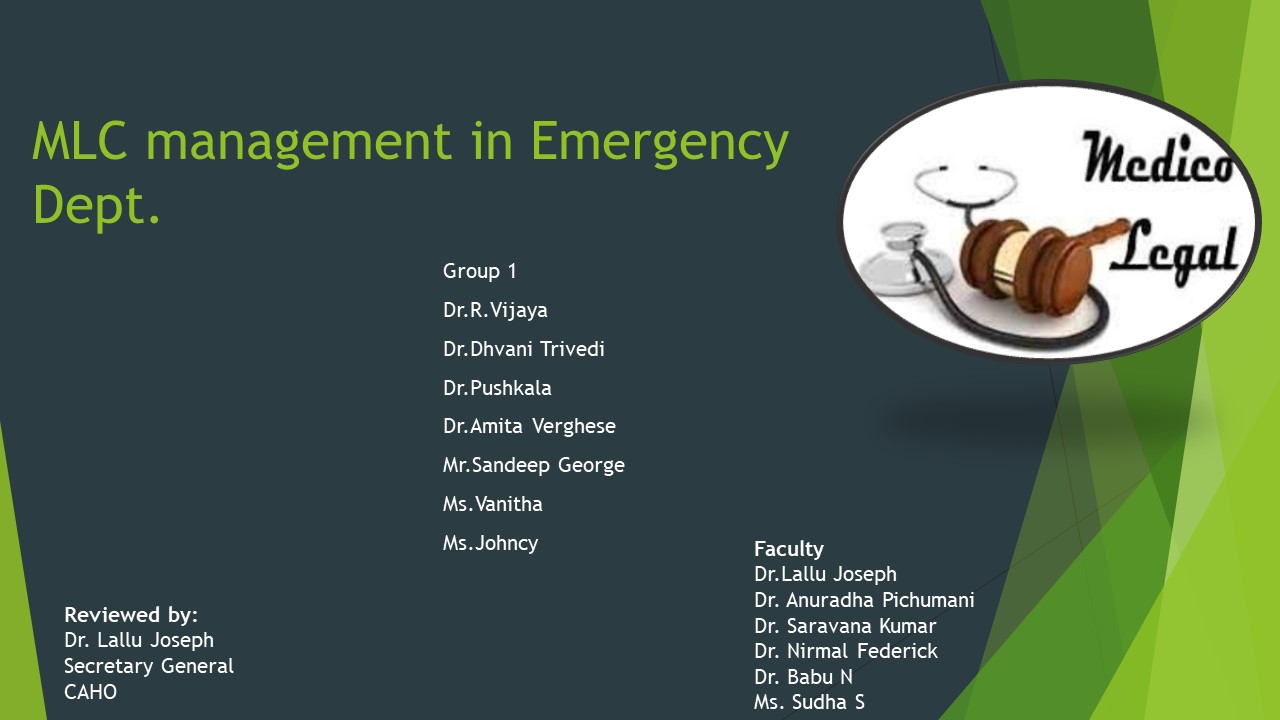 MLC management in Emergency
Dept.
Medico
Legal
Group 1
Dr.R.Vijaya
Dr.Dhvani Trivedi
Dr.Pushkala
Dr.Amita Verghese
Mr.Sandeep George
Ms.Vanitha
Ms.Johncy
Faculty
Dr.Lallu Joseph
Dr. Anuradha Pichumani
Dr. Saravana Kumar
Dr. Nirmal Federick
Dr. Babu N
Ms. Sudha S
Reviewed by:
Dr. Lallu Joseph
Secretary General
CAHO